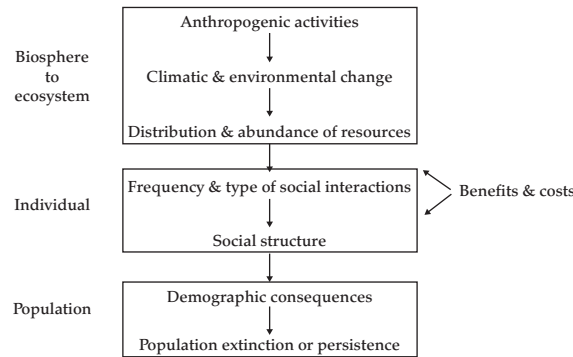 Anthropogenic activities
Biosphere
to
ecosystem
Climatic & environmental change
Distribution & abundance of resources
Individual
Frequency & type of social interactions
Benefits & costs
Social structure
Population
Demographic consequences
Population extinction or persistence